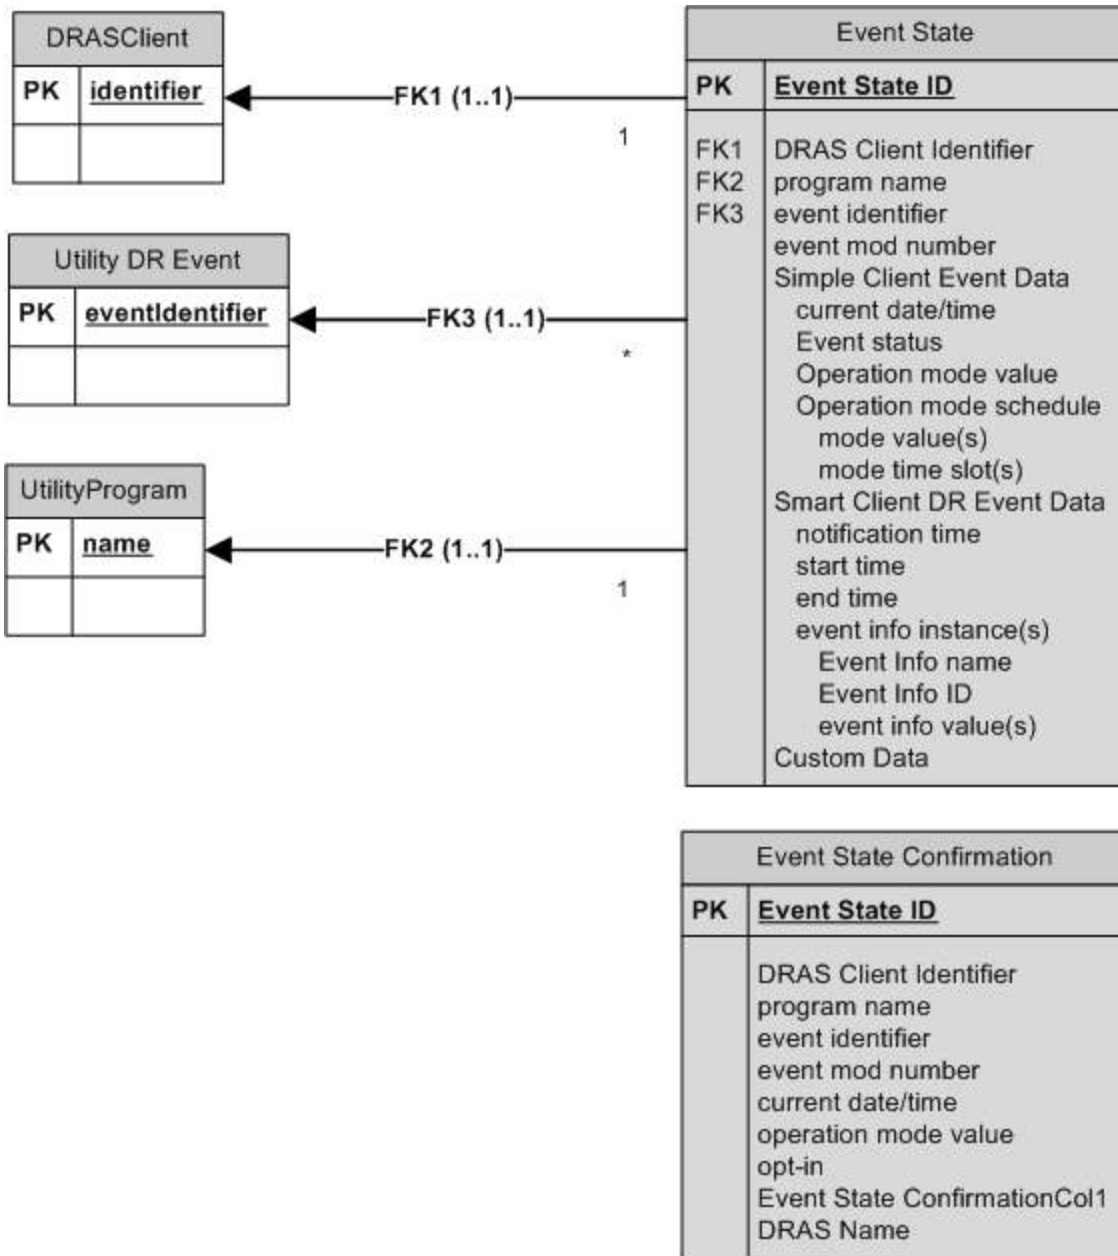 DRASClient
PK identifier
FK1 (1..1)
1
Utility DR Event
PK eventIdentifier
FK3 (1..1)
*
UtilityProgram
PK name
FK2 (1..1)
1
Event State
PK Event State ID
FK1 DRAS Client Identifier
FK2 program name
FK3 event identifier
event mod number
Simple Client Event Data
current date/time
Event status
Operation mode value
Operation mode schedule
mode value(s)
mode time slot(s)
Smart Client DR Event Data
notification time
start time
end time
event info instance(s)
Event Info name
Event Info ID
event info value(s)
Custom Data
Event State Confirmation
PK Event State ID
DRAS Client Identifier
program name
event identifier
event mod number
current date/time
operation mode value
opt-in
Event State ConfirmationCol1
DRAS Name